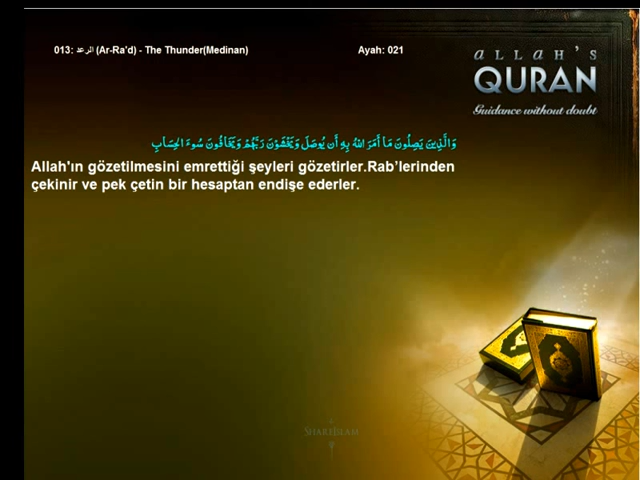 013: الرعد (Ar-Ra'd) - The Thunder(Medinan) Ayah: 021
ALLAH'S
QURAN
Guidance without doubt
وَالَّذِينَ يَصِلُونَ مَا أَمَرَ اللَّهُ بِهِ أَن يُوصَلَ وَيَخْشَوْنَ رَبَّهُمْ وَيَخَافُونَ سُوءَ الحِسَابِ
Allah'ın gözetilmesini emrettiği şeyleri gözetirler.Rab’lerinden
çekinir ve pek çetin bir hesaptan endişe ederler.
SHAREISLAM